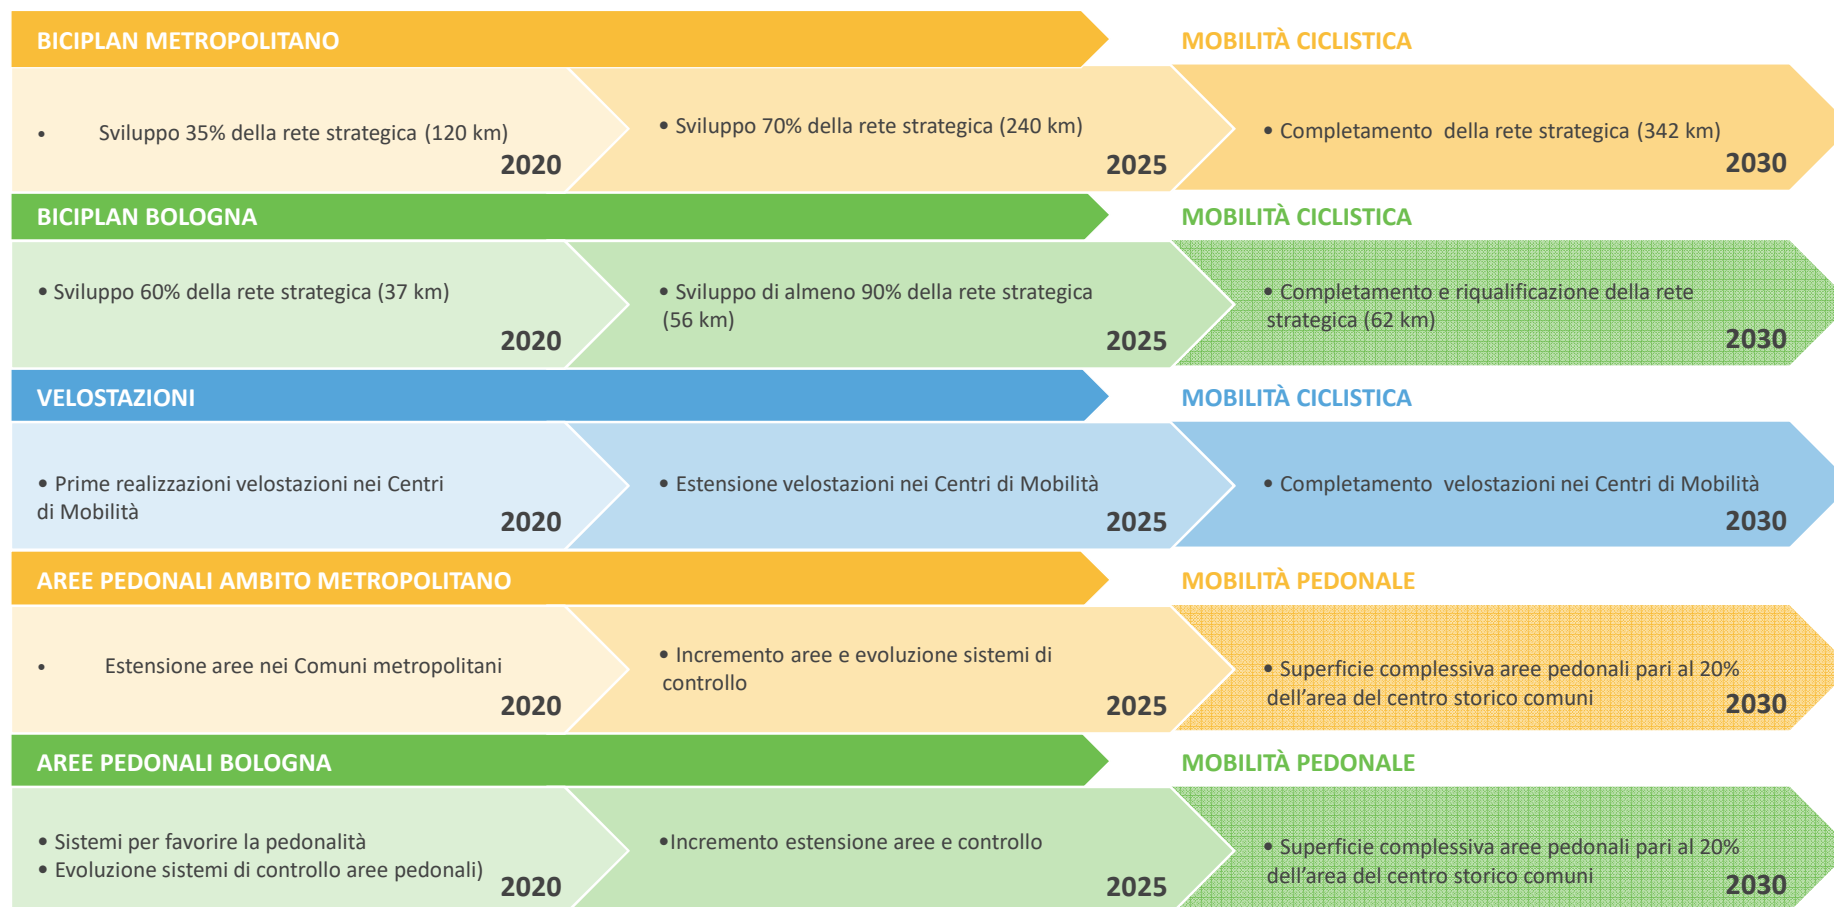 BICIPLAN METROPOLITANO
MOBILITÀ CICLISTICA
• Sviluppo 35% della rete strategica (120 km)
2020
• Sviluppo 70% della rete strategica (240 km)
2025
• Completamento della rete strategica (342 km)
2030
BICIPLAN BOLOGNA
MOBILITÀ CICLISTICA
• Sviluppo 60% della rete strategica (37 km)
2020
• Sviluppo di almeno 90% della rete strategica
(56 km)
2025
• Completamento e riqualificazione della rete
strategica (62 km)
2030
VELOSTAZIONI
MOBILITÀ CICLISTICA
• Prime realizzazioni velostazioni nei Centri
di Mobilità
2020
• Estensione velostazioni nei Centri di Mobilità
2025
• Completamento velostazioni nei Centri di Mobilità
2030
AREE PEDONALI AMBITO METROPOLITANO
MOBILITÀ PEDONALE
• Estensione aree nei Comuni metropolitani
2020
• Incremento aree e evoluzione sistemi di
controllo
2025
• Superficie complessiva aree pedonali pari al 20%
dell’area del centro storico comuni
2030
AREE PEDONALI BOLOGNA
MOBILITÀ PEDONALE
• Sistemi per favorire la pedonalità
• Evoluzione sistemi di controllo aree pedonali)
2020
•Incremento estensione aree e controllo
2025
• Superficie complessiva aree pedonali pari al 20%
dell’area del centro storico comuni
2030